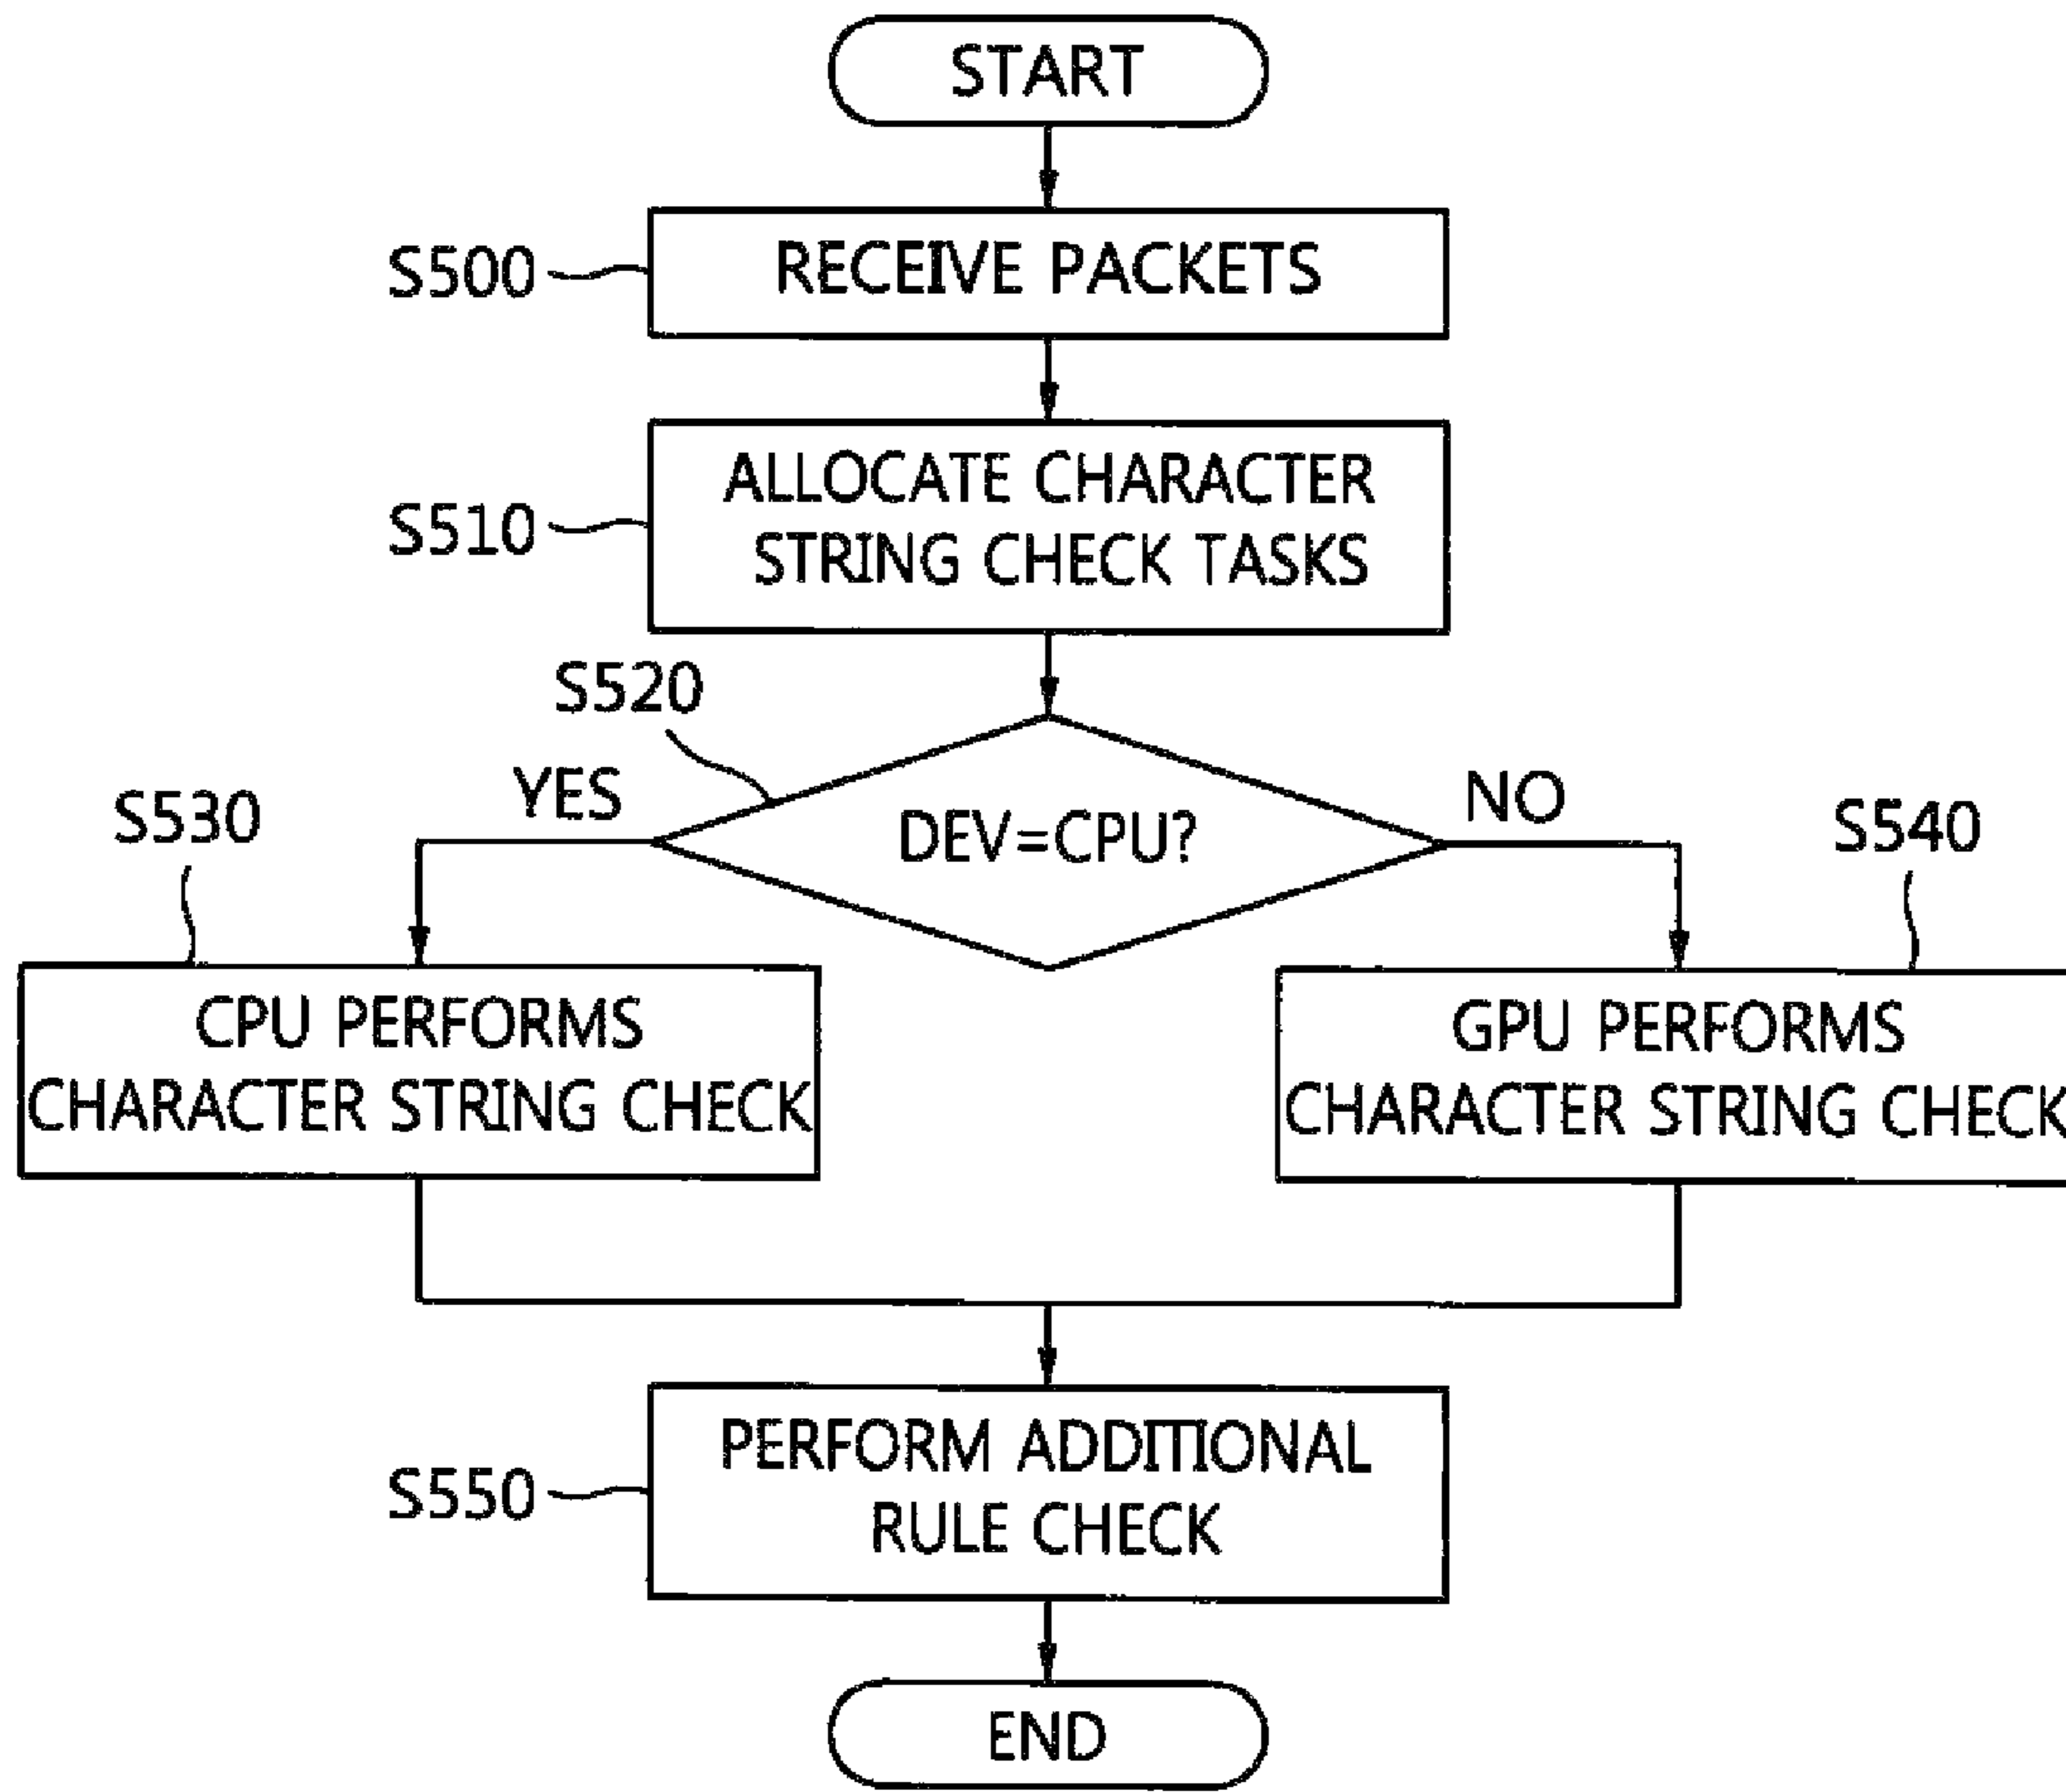 START
S500
RECEIVE PACKETS
S510
ALLOCATE CHARACTER
STRING CHECK TASKS
S520
YES
DEV=CPU?
NO
S530
S540
CPU PERFORMS
CHARACTER STRING CHECK
GPU PERFORMS
CHARACTER STRING CHECK
S550
PERFORM ADDITIONAL
RULE CHECK
END